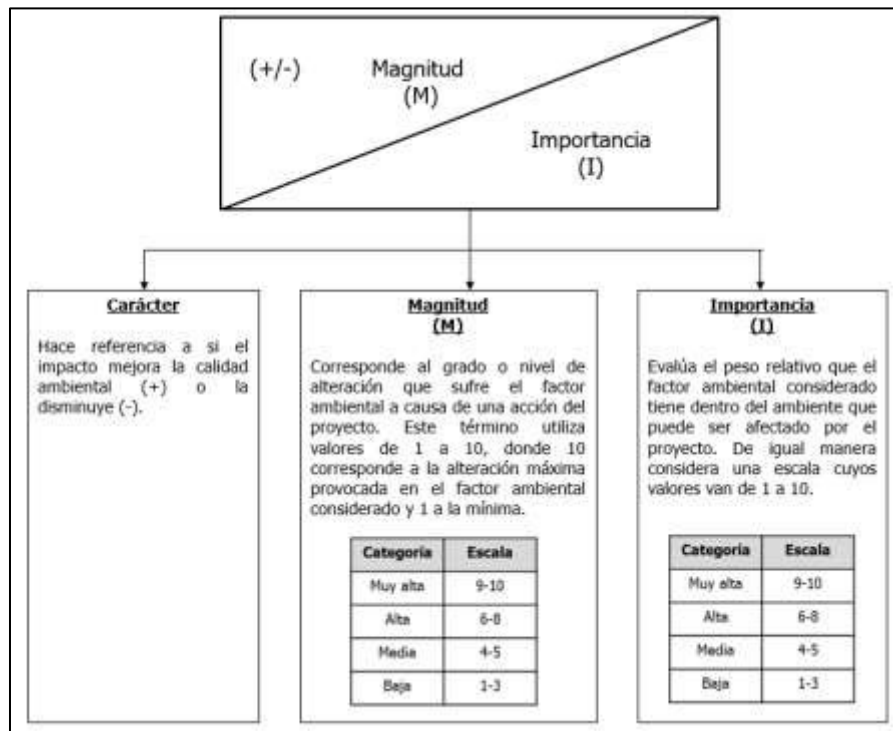 (+/-)
Magnitud
(M)
Importancia
(I)
Carácter
Hace referencia a si el
impacto mejora la calidad
ambiental (+) o la
disminuye (-).
Magnitud
(M)
Corresponde al grado o nivel de
alteración que sufre el factor
ambiental a causa de una acción del
proyecto. Este término utiliza
valores de 1 a 10, donde 10
corresponde a la alteración máxima
provocada en el factor ambiental
considerado y 1 a la mínima.
Categoría Escala
Muy alta 9-10
Alta 6-8
Media 4-5
Baja 1-3
Importancia
(I)
Evalúa el peso relativo que el
factor ambiental considerado
tiene dentro del ambiente que
puede ser afectado por el
proyecto. De igual manera
considera una escala cuyos
valores van de 1 a 10.
Categoría Escala
Muy alta 9-10
Alta 6-8
Media 4-5
Baja 1-3